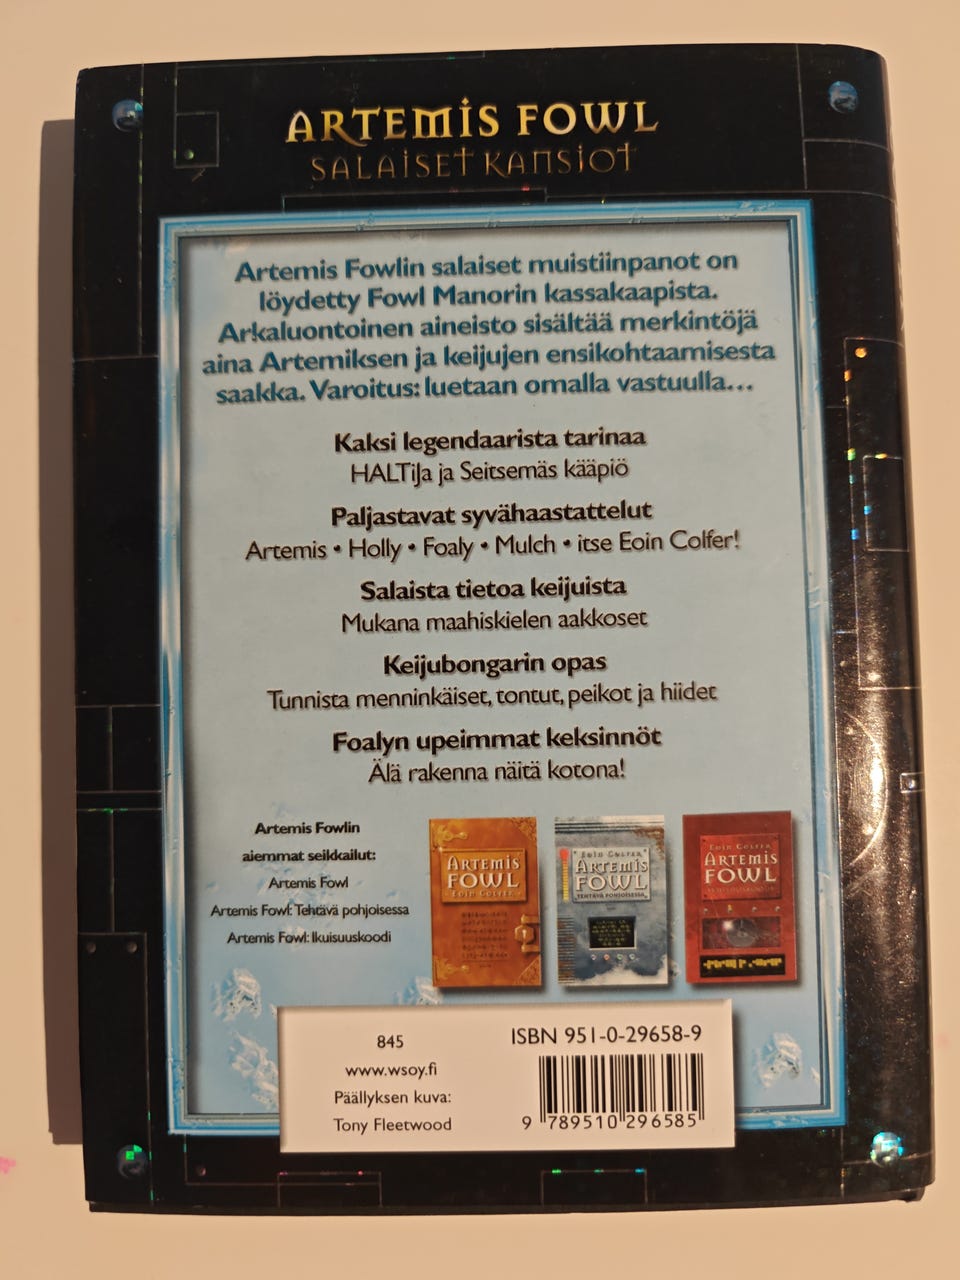 ARTEMIS FOWL
SALAISET KANSIOT
Artemis Fowlin salaiset muistiinpanot on
löydetty Fowl Manorin kassakaapista.
Arkaluontoinen aineisto sisältää merkintöjä
aina Artemiksen ja keijujen ensikohtaamisesta
saakka. Varoitus: luetaan omalla vastuulla...
Kaksi legendaarista tarinaa
HALTiJa ja Seitsemäs kääpiö
Paljastavat syvähaastattelut
Artemis • Holly • Foaly • Mulch • itse Eoin Colfer!
Salaista tietoa keijuista
Mukana maahiskielen aakkoset
Keijubongarin opas
Tunnista menninkäiset, tontut, peikot ja hiidet
Foalyn upeimmat keksinnöt
Älä rakenna näitä kotona!
Artemis Fowlin
aiemmat seikkailut:
Artemis Fowl
Artemis Fowl: Tehtävä pohjoisessa
Artemis Fowl: Ikuisuuskoodi
ARTEMIS
FOWL
EOIN COLFER
EOIN COLFER
ARTEMIS
FOWL
TEHTÄVÄ POHJOISESSA
EOIN COLFER
ARTEMIS
FOWL
845
www.wsoy.fi
Päällyksen kuva:
Tony Fleetwood
ISBN 951-0-29658-9
9 789510 296585